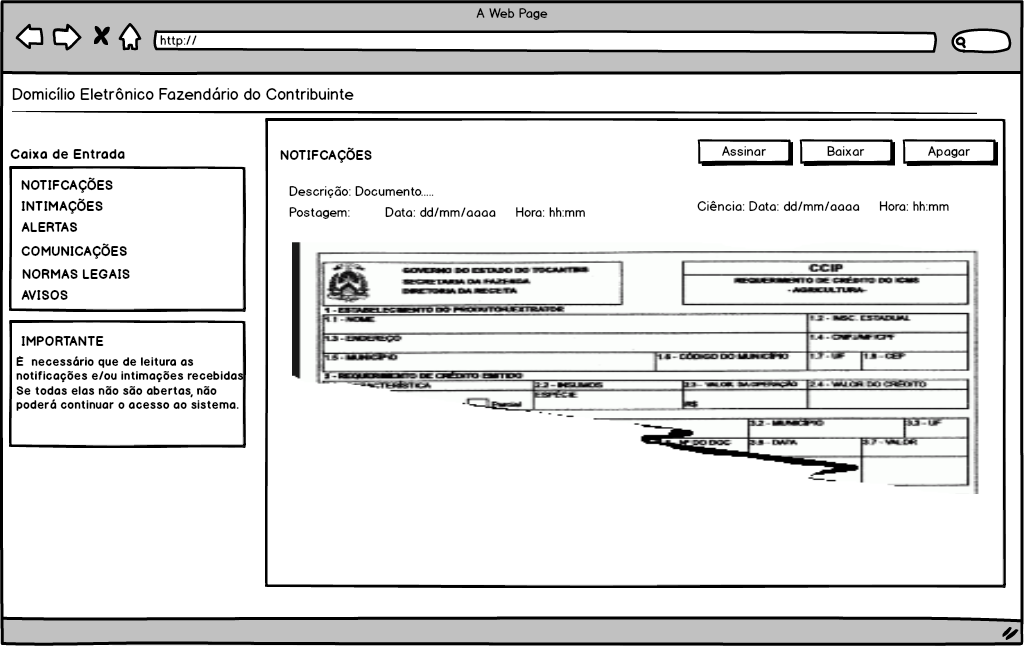 A Web Page
http://
Domicílio Eletrônico Fazendário do Contribuinte
Caixa de Entrada
NOTIFCAÇÕES
INTIMAÇÕES
ALERTAS
COMUNICAÇÕES
NORMAS LEGAIS
AVISOS
IMPORTANTE
É necessário que de leitura as
notificações e/ou intimações recebidas
Se todas elas não são abertas, não
poderá continuar o acesso ao sistema.
NOTIFCAÇÕES
Assinar
Baixar
Apagar
Descrição: Documento.....
Postagem: Data: dd/mm/aaaa Hora: hh:mm
Ciência: Data: dd/mm/aaaa Hora: hh:mm
GOVERNO DO ESTADO DO TOCANTINS
SECRETARIA DA FAZENDA
DIRETORIA DA RECEITA
CCIP
REQUERIMENTO DE CRÉDITO DO ICMS
-AGRICULTURA-
1 - ESTABELECIMENTO DO PRODUTOR/EXTRATOR
1.1 - NOME
1.2 - INSC. ESTADUAL
1.3 - ENDEREÇO
1.4 - CNPJ/MF/CPF
1.5 - MUNICÍPIO
1.6 - CÓDIGO DO MUNICÍPIO
1.7 - UF
1.8 - CEP
2 - REQUERIMENTO DE CRÉDITO EMITIDO
CARACTERÍSTICA
2.2 - INSUMOS
2.3 - VALOR DA OPERAÇÃO
2.4 - VALOR DO CRÉDITO
ESPÉCIE
Parcial
R$
3.2 - MUNICÍPIO
3.3 - UF
Nº DO DOC
3.6 - DATA
3.7 - VALOR